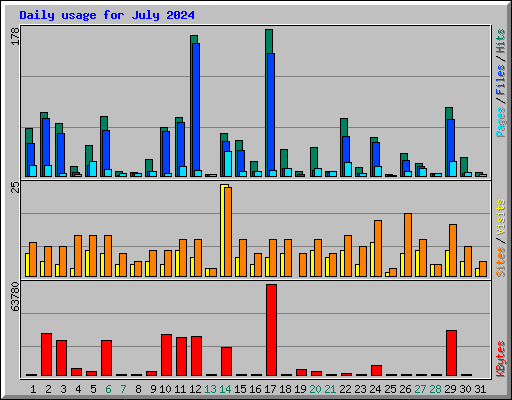 Daily usage for July 2024
178
Pages / Files / Hits
25
Sites / Visits
63780
KBytes
1 2 3 4 5 6 7 8 9 10 11 12 13 14 15 16 17 18 19 20 21 22 23 24 25 26 27 28 29 30 31